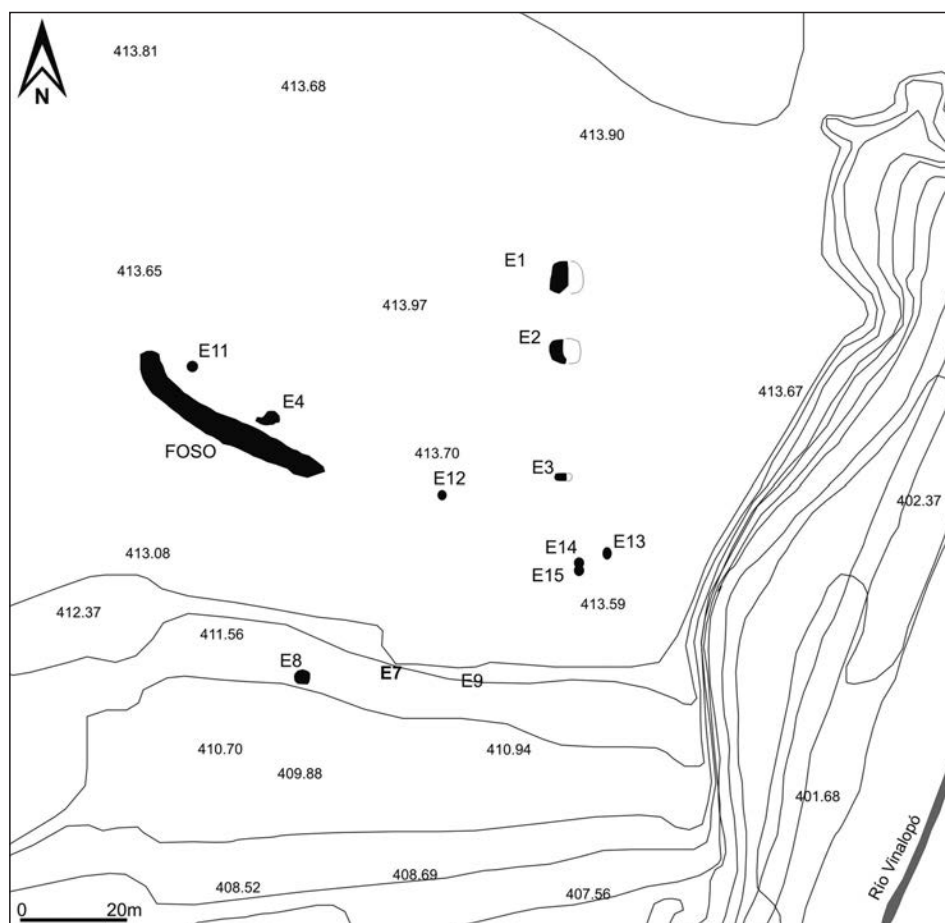 413.81
413.68
N
413.90
E1
413.65
413.97
E2
E11
413.67
E4
FOSO
413.70
E3
E12
402.37
E13
E14
413.08
E15
413.59
412.37
411.56
E8
E7
E9
410.70
410.94
409.88
401.68
Río Vinalopó
408.69
408.52
407.56
0 20m